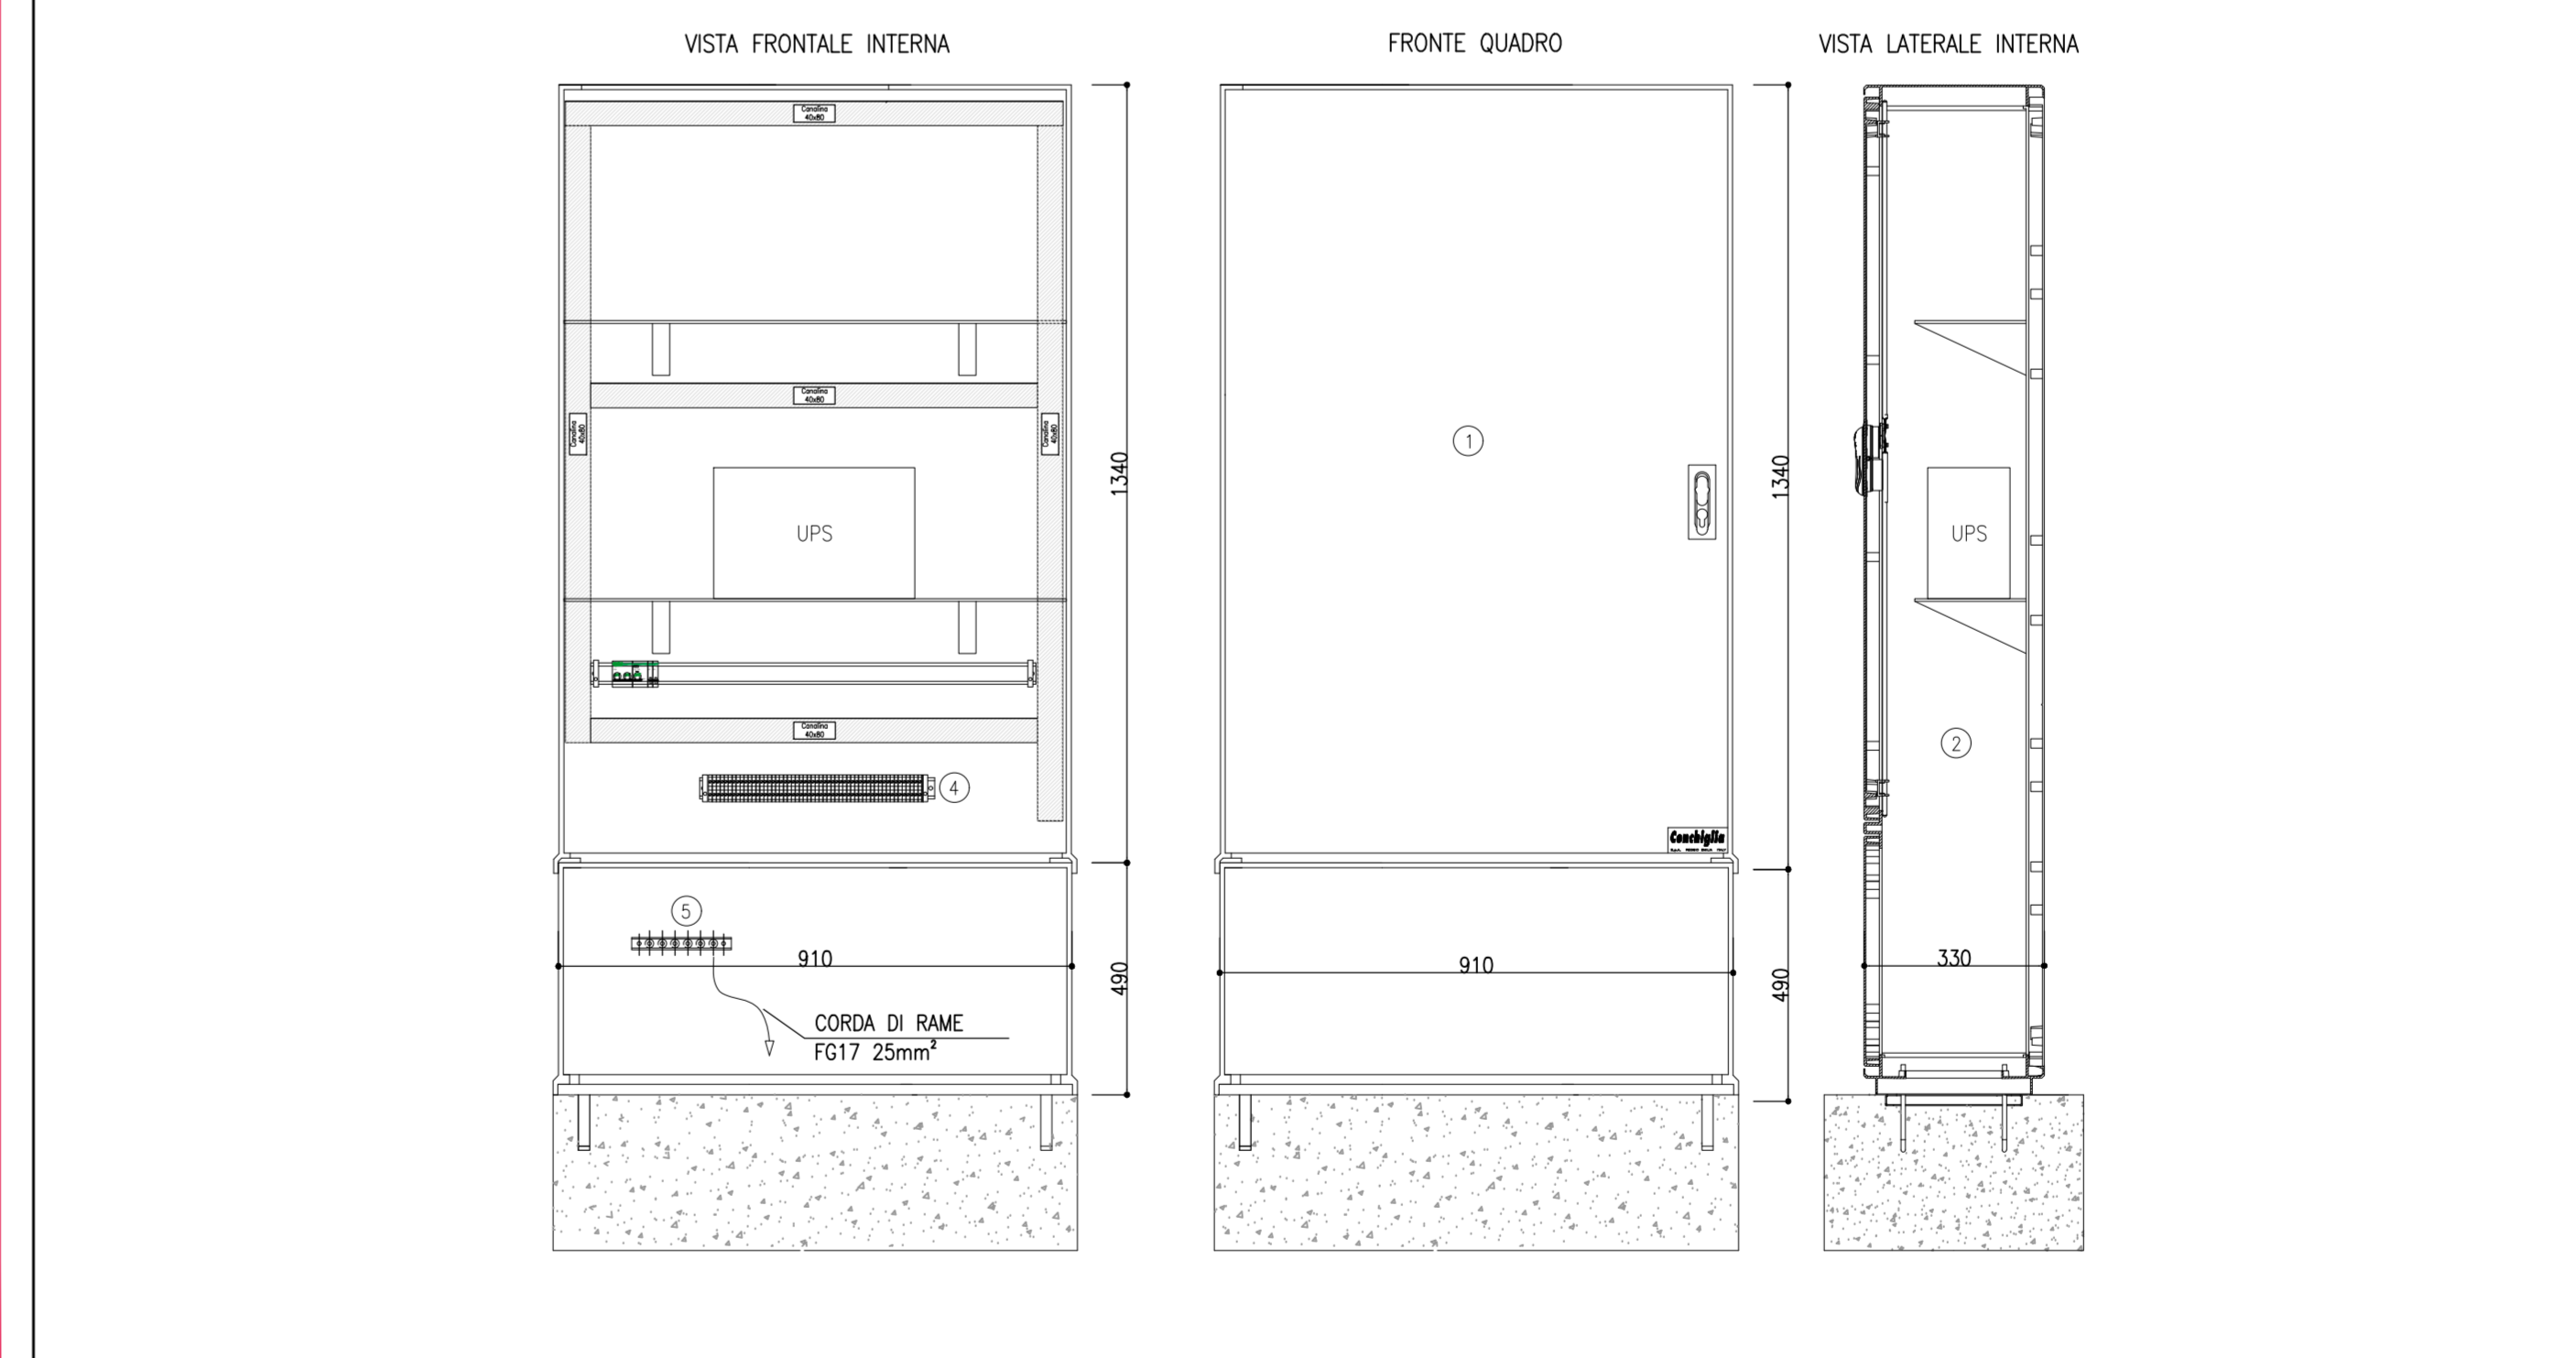 VISTA FRONTALE INTERNA
FRONTE QUADRO
VISTA LATERALE INTERNA
Canalina
40x80
Canalina
40x80
Canalina
40x80
Canalina
40x80
1340
1
1340
UPS
UPS
Canalina
40x80
2
4
Conchiglia
5
910
490
910
490
330
CORDA DI RAME
FG17 25mm²